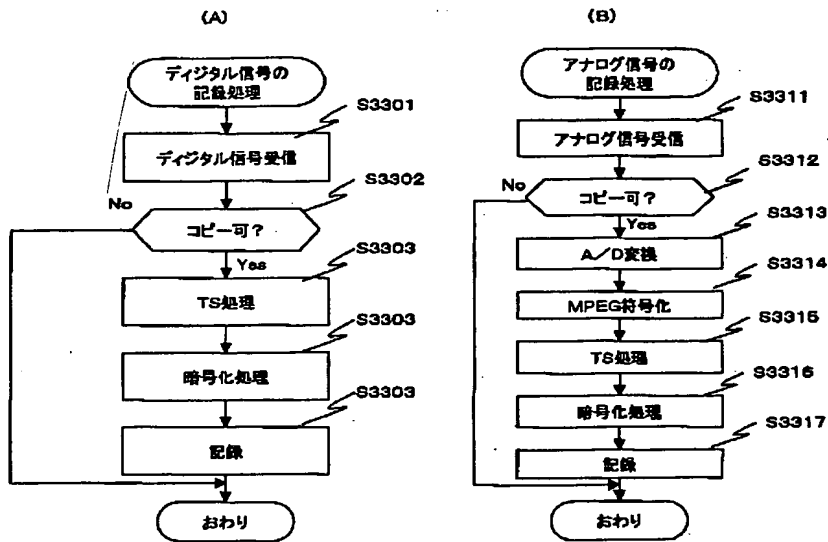 (A)
ディジタル信号の
記録処理
S3301
ディジタル信号受信
S3302
No
コピー可?
Yes
S3303
TS処理
S3303
暗号化処理
S3303
記録
おわり
(B)
アナログ信号の
記録処理
S3311
アナログ信号受信
S3312
No
コピー可?
Yes
S3313
A/D変換
S3314
MPEG符号化
S3315
TS処理
S3316
暗号化処理
S3317
記録
おわり